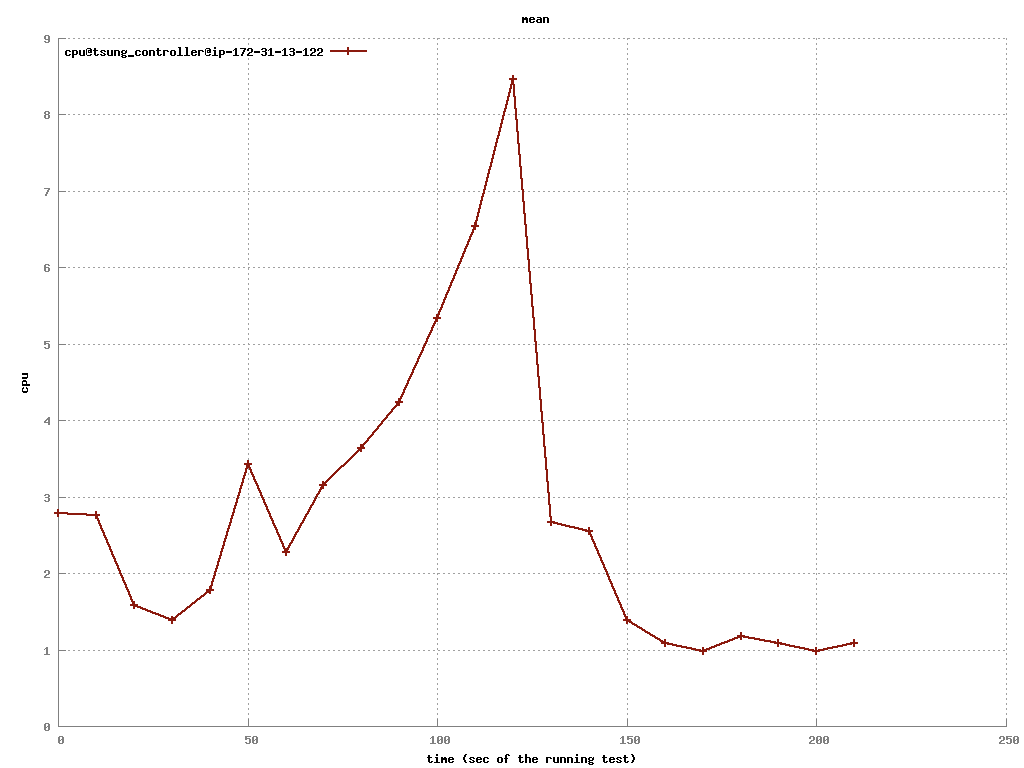 mean
cpu@tsung_controller@ip-172-31-13-122
9
8
7
6
5
4
3
2
1
0
cpu
0 50 100 150 200 250
time (sec of the running test)